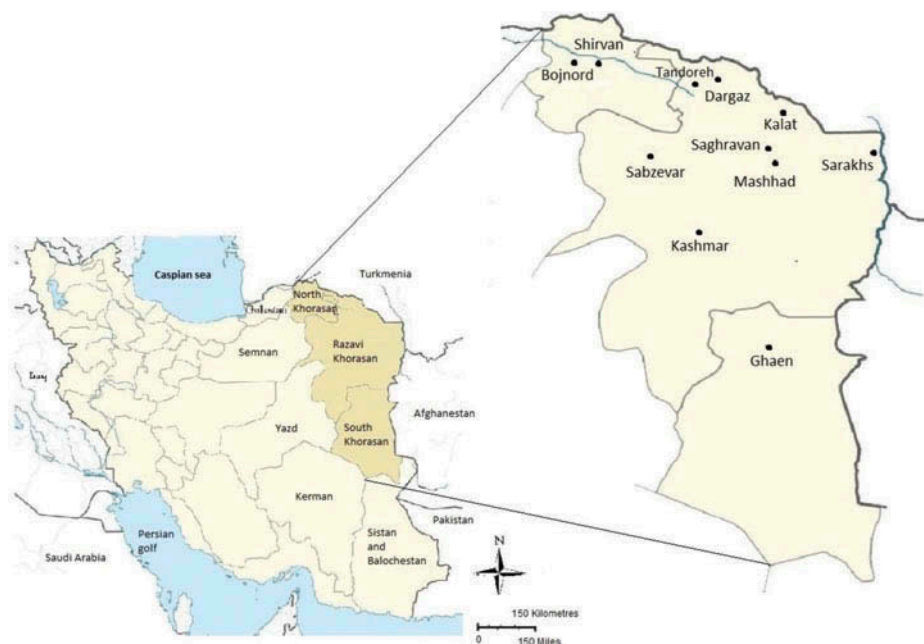 Caspian sea
Turkmenia
North
Khorasan
Semnan
Razavi
Khorasan
Iraq
Afghanestan
Yazd
South
Khorasan
Kerman
Pakistan
Sistan
and
Balochestan
Persian
golf
Saudi Arabia
N
150 Kilometres
0
150 Miles
Shirvan
Bojnord
Tandoreh
Dargaz
Kalat
Saghravan
Sarakhs
Sabzevar
Mashhad
Kashmar
Ghaen